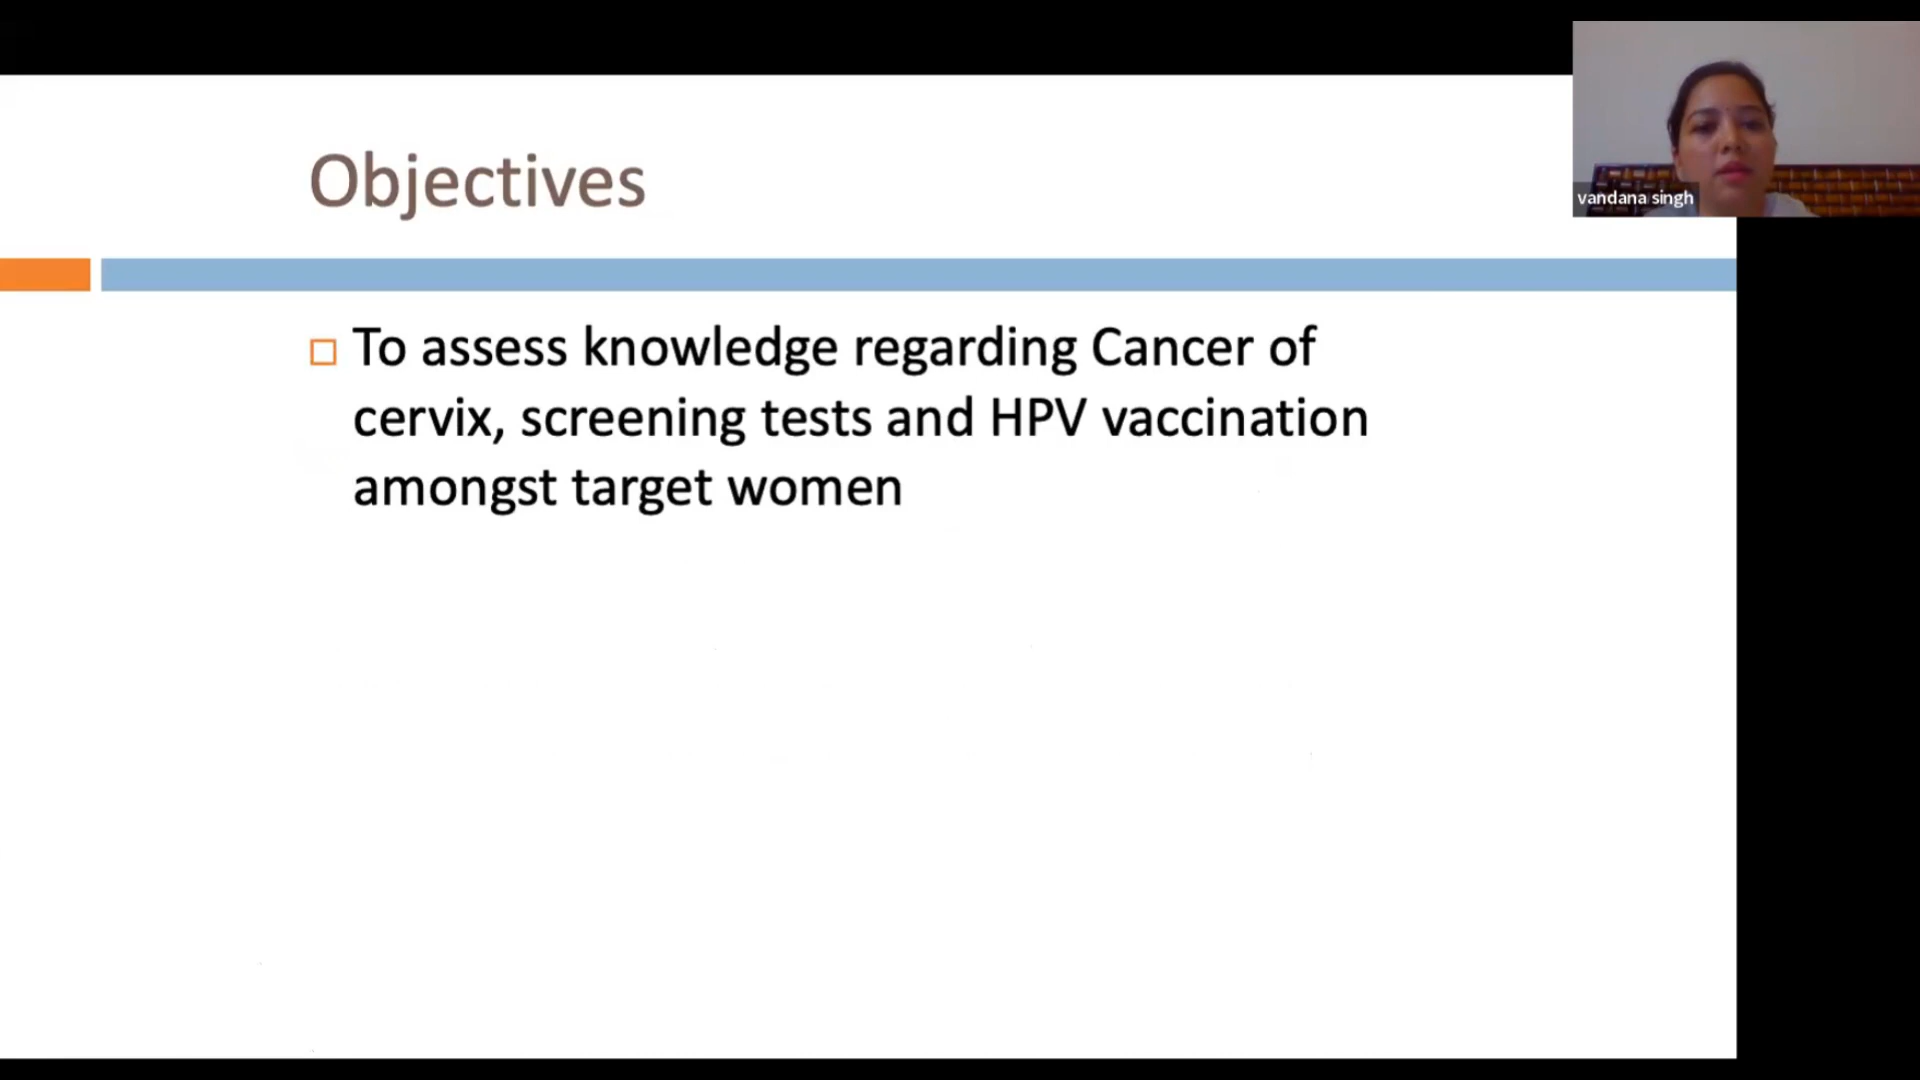 Objectives
vandana singh
To assess knowledge regarding Cancer of
cervix, screening tests and HPV vaccination
amongst target women